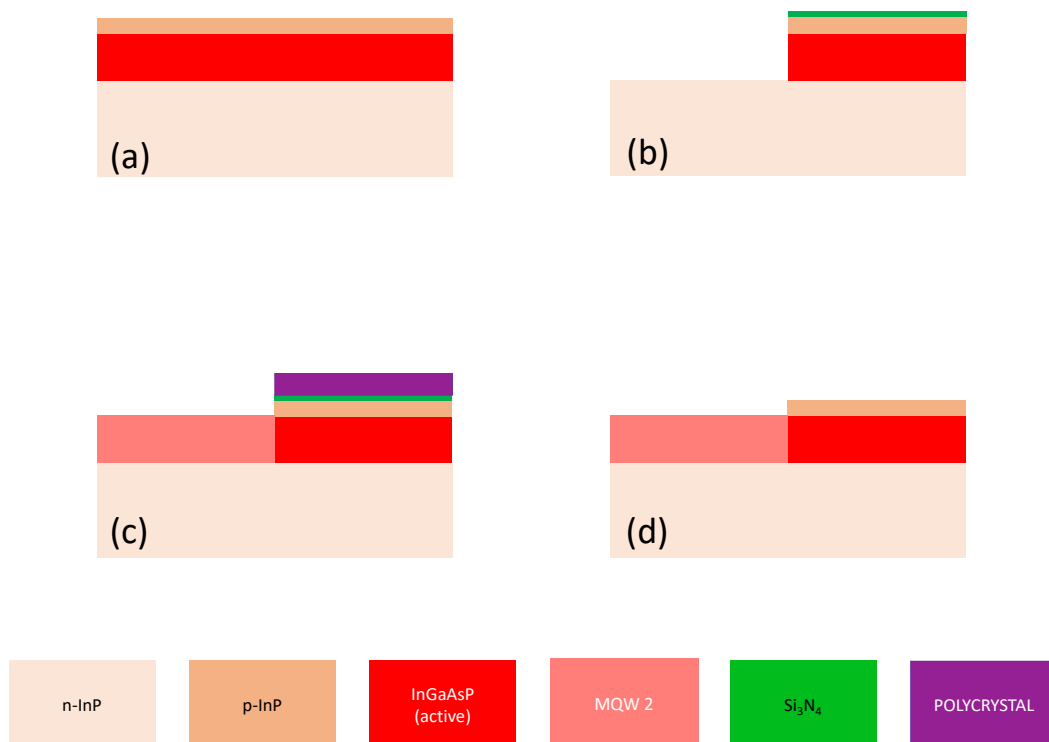 (a)
(b)
(c)
(d)
n-InP
p-InP
InGaAsP
(active)
MQW 2
Si₃N₄
POLYCRYSTAL